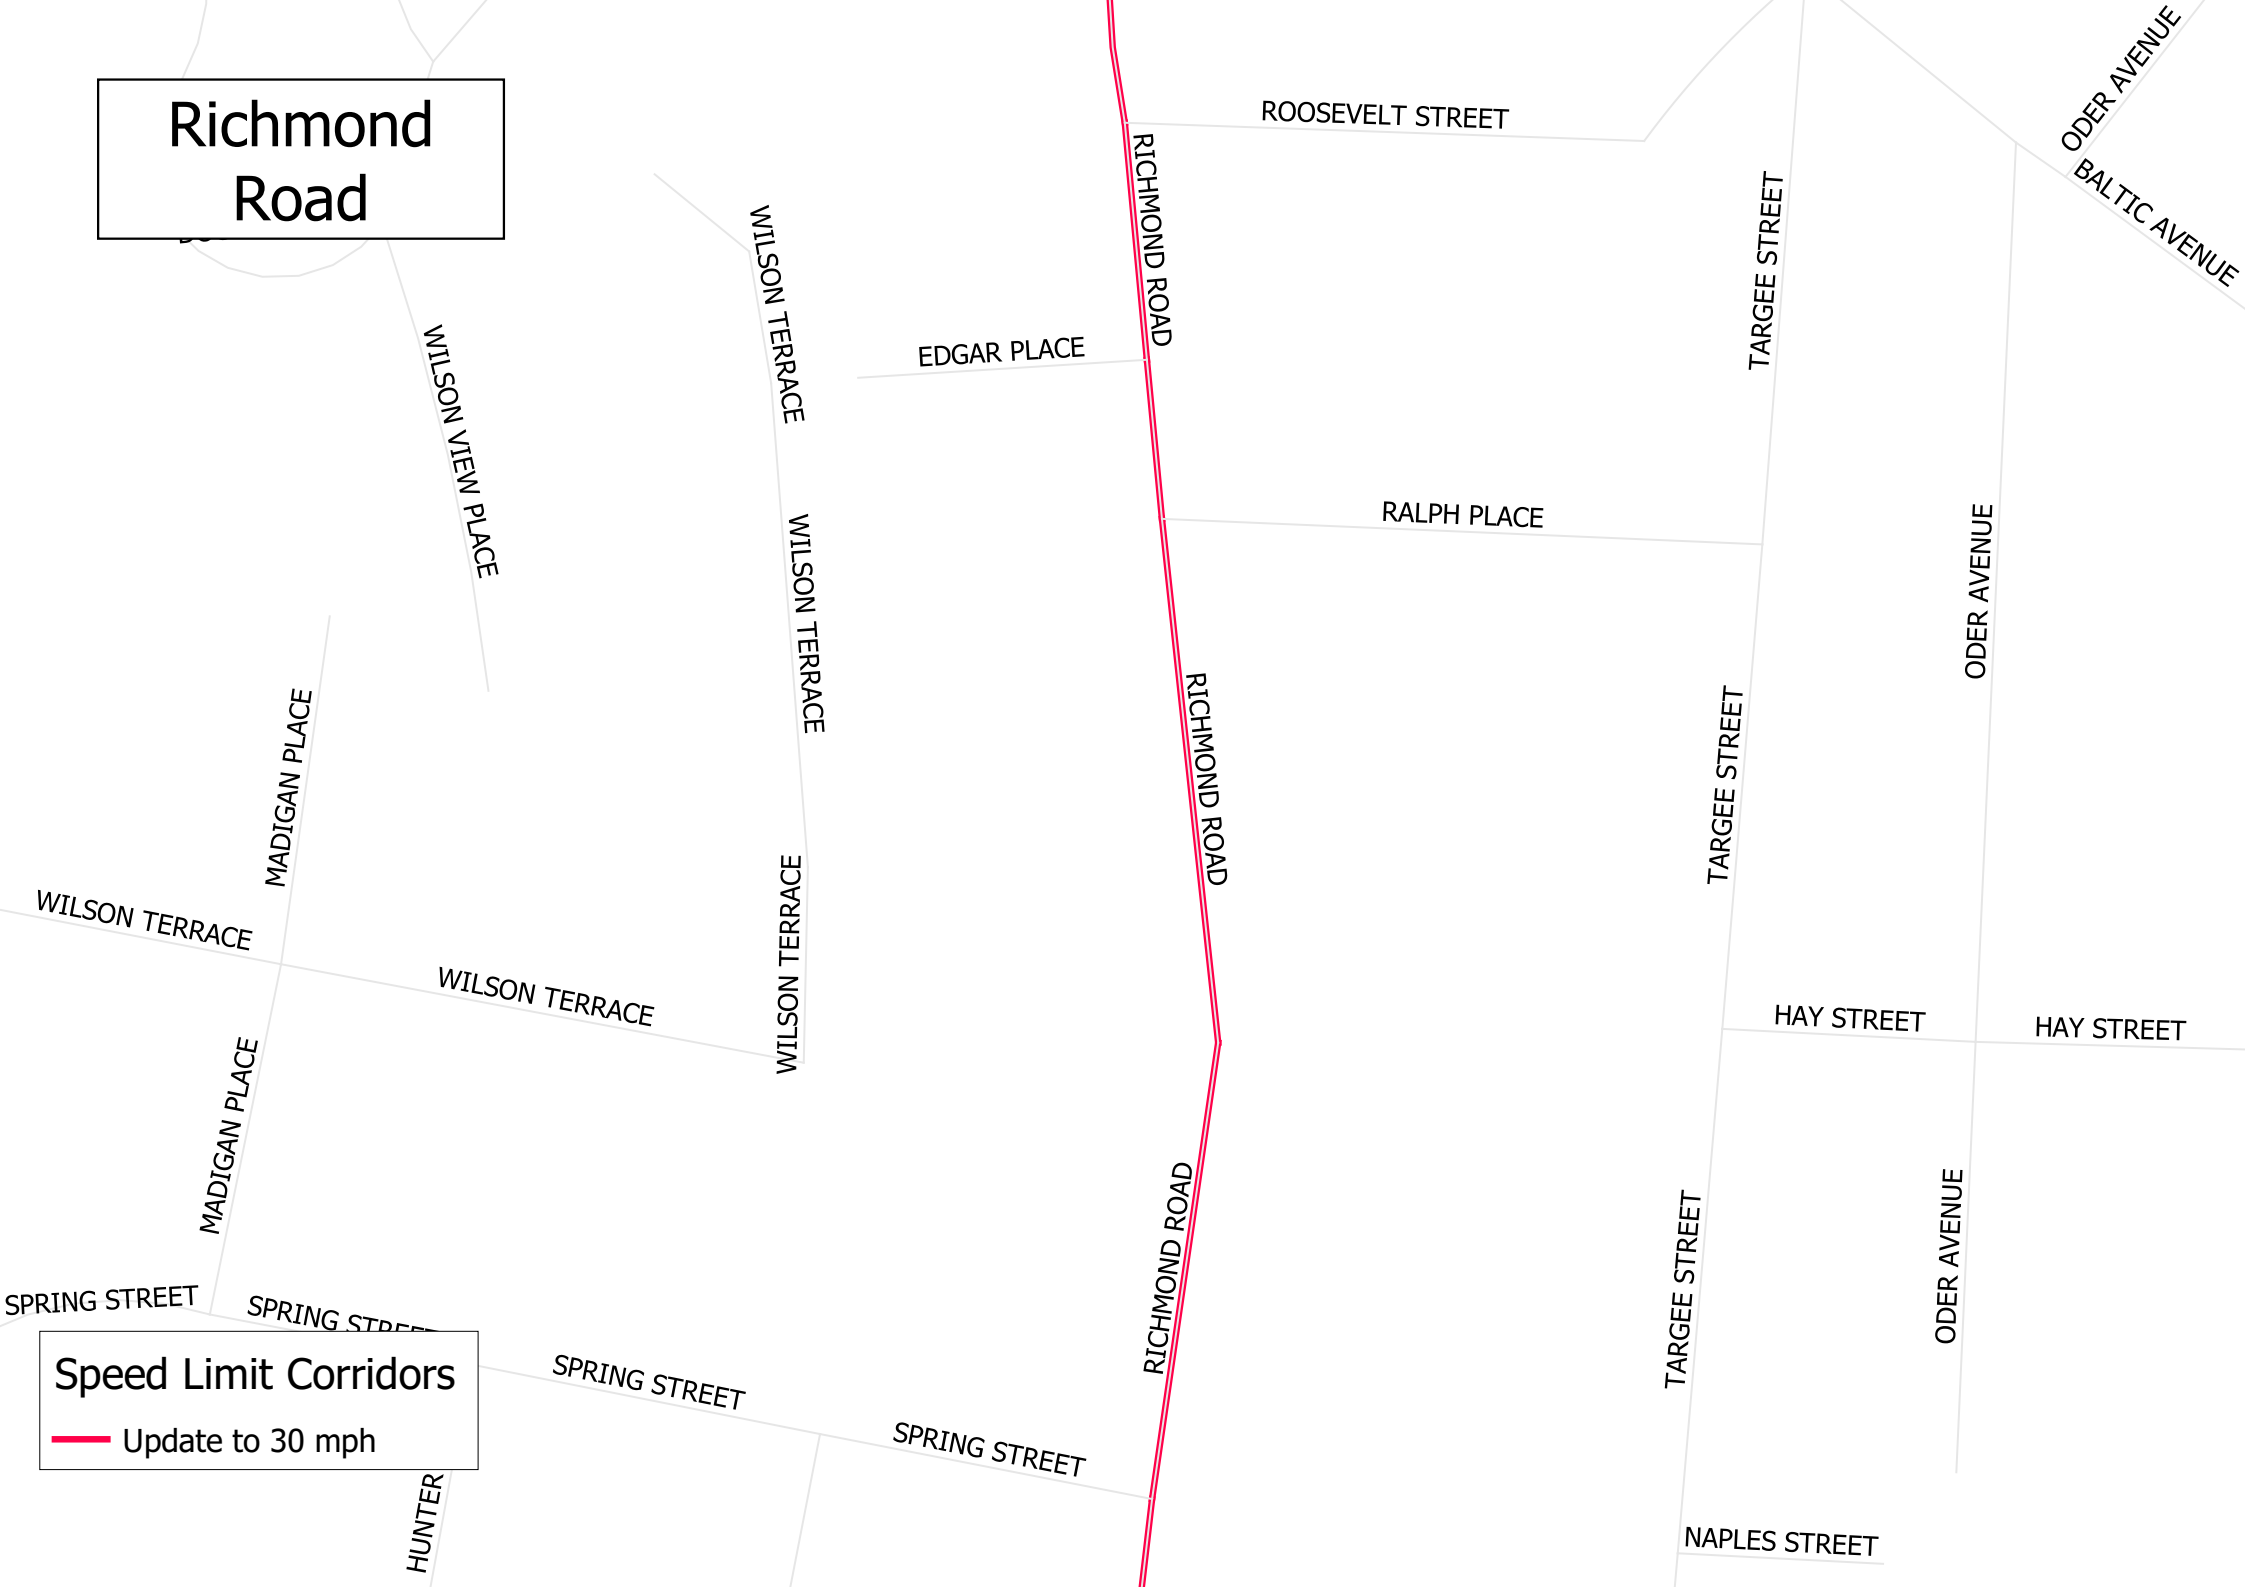 ODER AVENUE
Richmond
Road
ROOSEVELT STREET
RICHMOND ROAD
BALTIC AVENUE
TARGEE STREET
WILSON TERRACE
WILSON VIEW PLACE
EDGAR PLACE
RALPH PLACE
ODER AVENUE
WILSON TERRACE
RICHMOND ROAD
TARGEE STREET
MADIGAN PLACE
WILSON TERRACE
WILSON TERRACE
WILSON TERRACE
HAY STREET
HAY STREET
MADIGAN PLACE
RICHMOND ROAD
TARGEE STREET
ODER AVENUE
SPRING STREET
SPRING STREET
SPRING STREET
SPRING STREET
Speed Limit Corridors
Update to 30 mph
HUNTER
NAPLES STREET